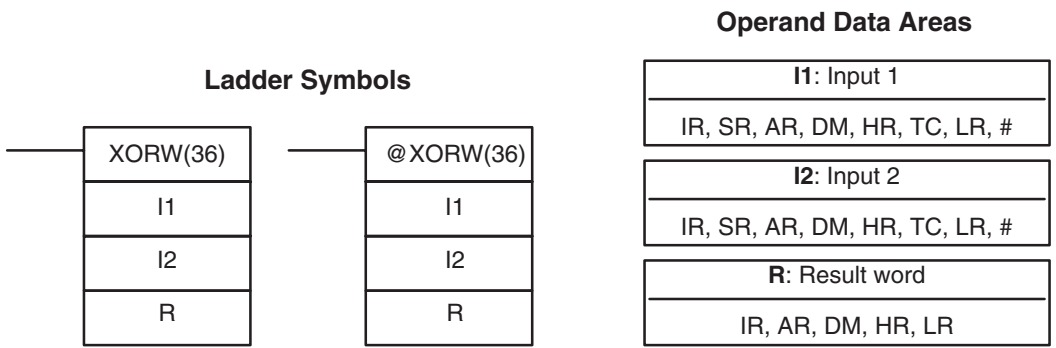 Ladder Symbols
XORW(36)
I1
I2
R
@XORW(36)
I1
I2
R
Operand Data Areas
I1: Input 1
IR, SR, AR, DM, HR, TC, LR, #
I2: Input 2
IR, SR, AR, DM, HR, TC, LR, #
R: Result word
IR, AR, DM, HR, LR